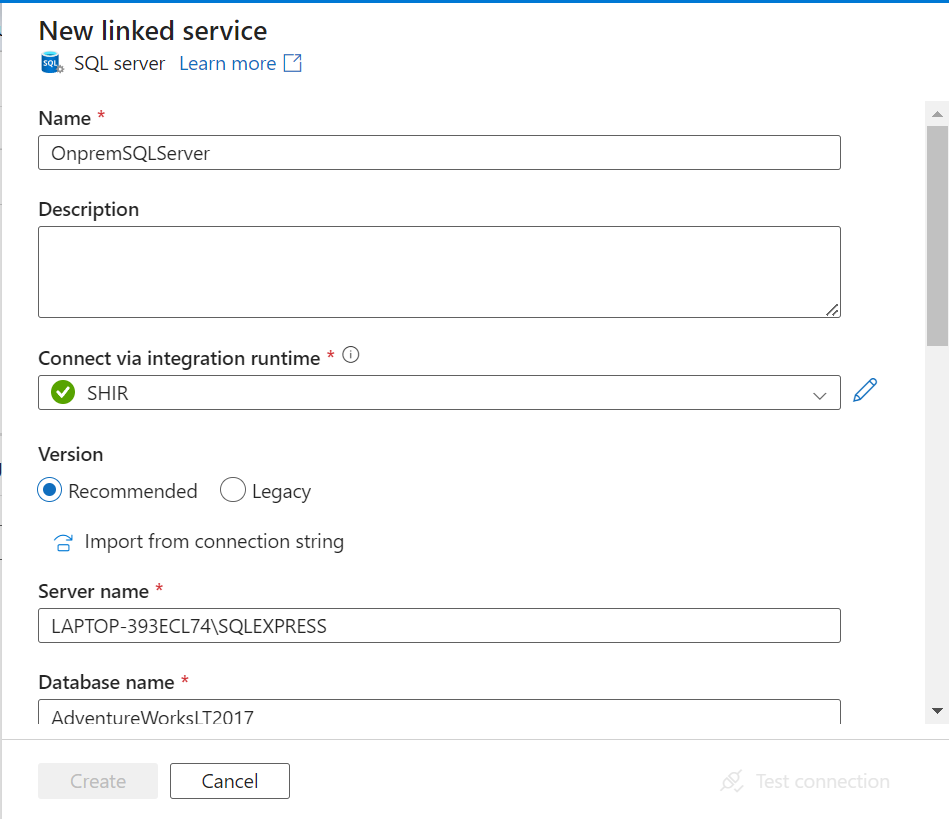 New linked service
SQL server Learn more
Name *
OnpremSQLServer
Description
Connect via integration runtime *
SHIR
Version
Recommended Legacy
Import from connection string
Server name *
LAPTOP-393ECL74\SQLEXPRESS
Database name *
AdventureWorksLT2017
Create Cancel Test connection